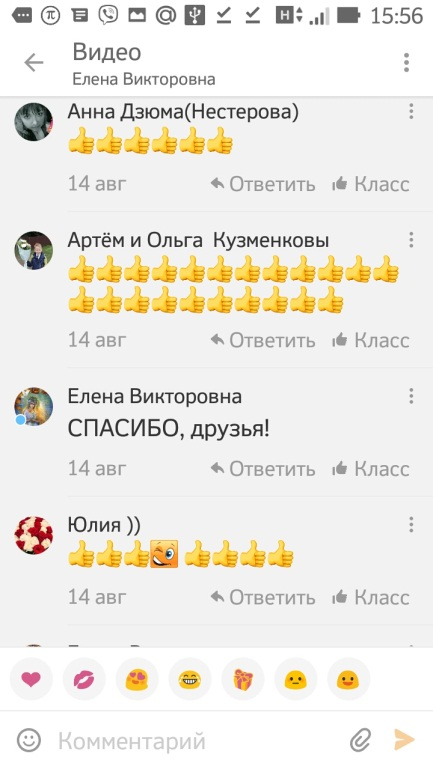 15:56
Видео
Елена Викторовна
Анна Дзюма(Нестерова)
👍👍👍👍👍👍
14 авг Ответить Класс
Артём и Ольга Кузменковы
👍👍👍👍👍👍👍👍👍👍👍👍
👍👍👍👍👍👍👍👍👍👍
14 авг Ответить Класс
Елена Викторовна
СПАСИБО, друзья!
14 авг Ответить Класс
Юлия ))
👍👍👍😉 👍👍👍👍
14 авг Ответить Класс
Комментарий